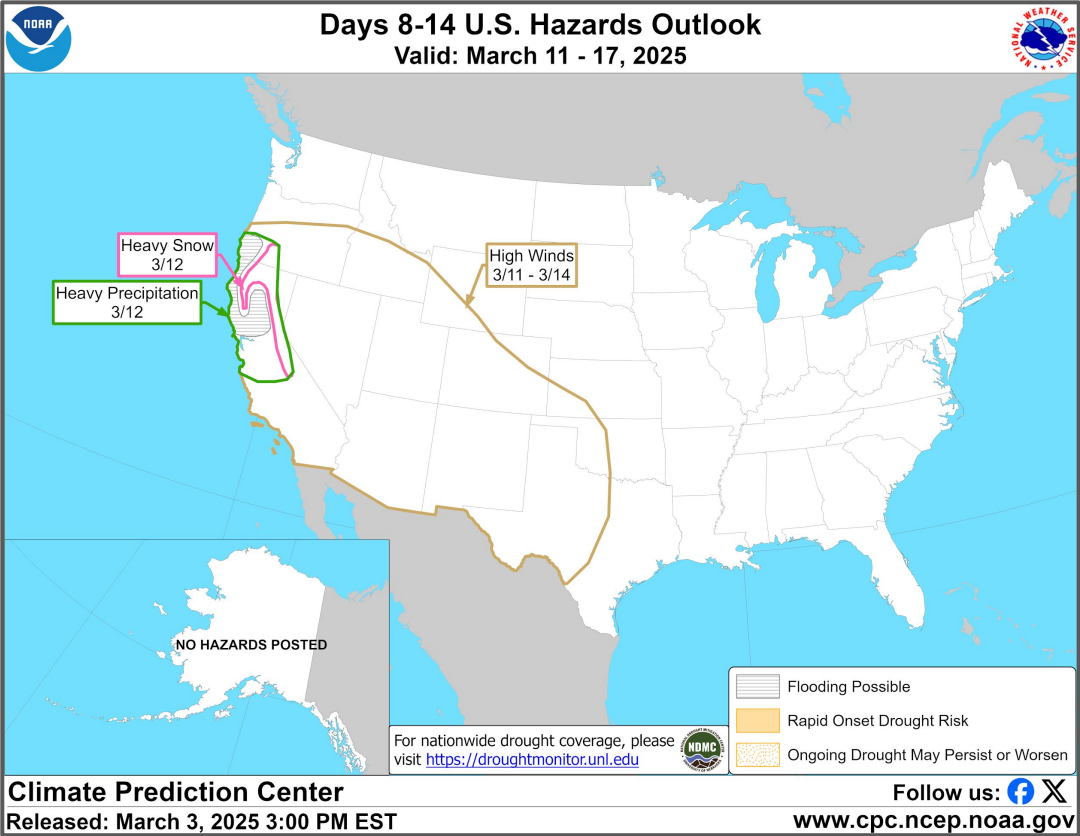 NOAA
Days 8-14 U.S. Hazards Outlook
Valid: March 11 - 17, 2025
NATIONAL WEATHER SERVICE
Heavy Snow
3/12
Heavy Precipitation
3/12
High Winds
3/11 - 3/14
NO HAZARDS POSTED
Flooding Possible
Rapid Onset Drought Risk
Ongoing Drought May Persist or Worsen
For nationwide drought coverage, please
visit https://droughtmonitor.unl.edu
NDMC
Climate Prediction Center
Follow us:
Released: March 3, 2025 3:00 PM EST
www.cpc.ncep.noaa.gov